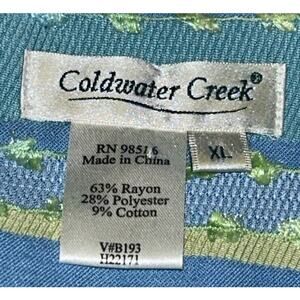 Coldwater Creek®
XL
RN 98516
Made in China
63% Rayon
28% Polyester
9% Cotton
V#B193
H22171